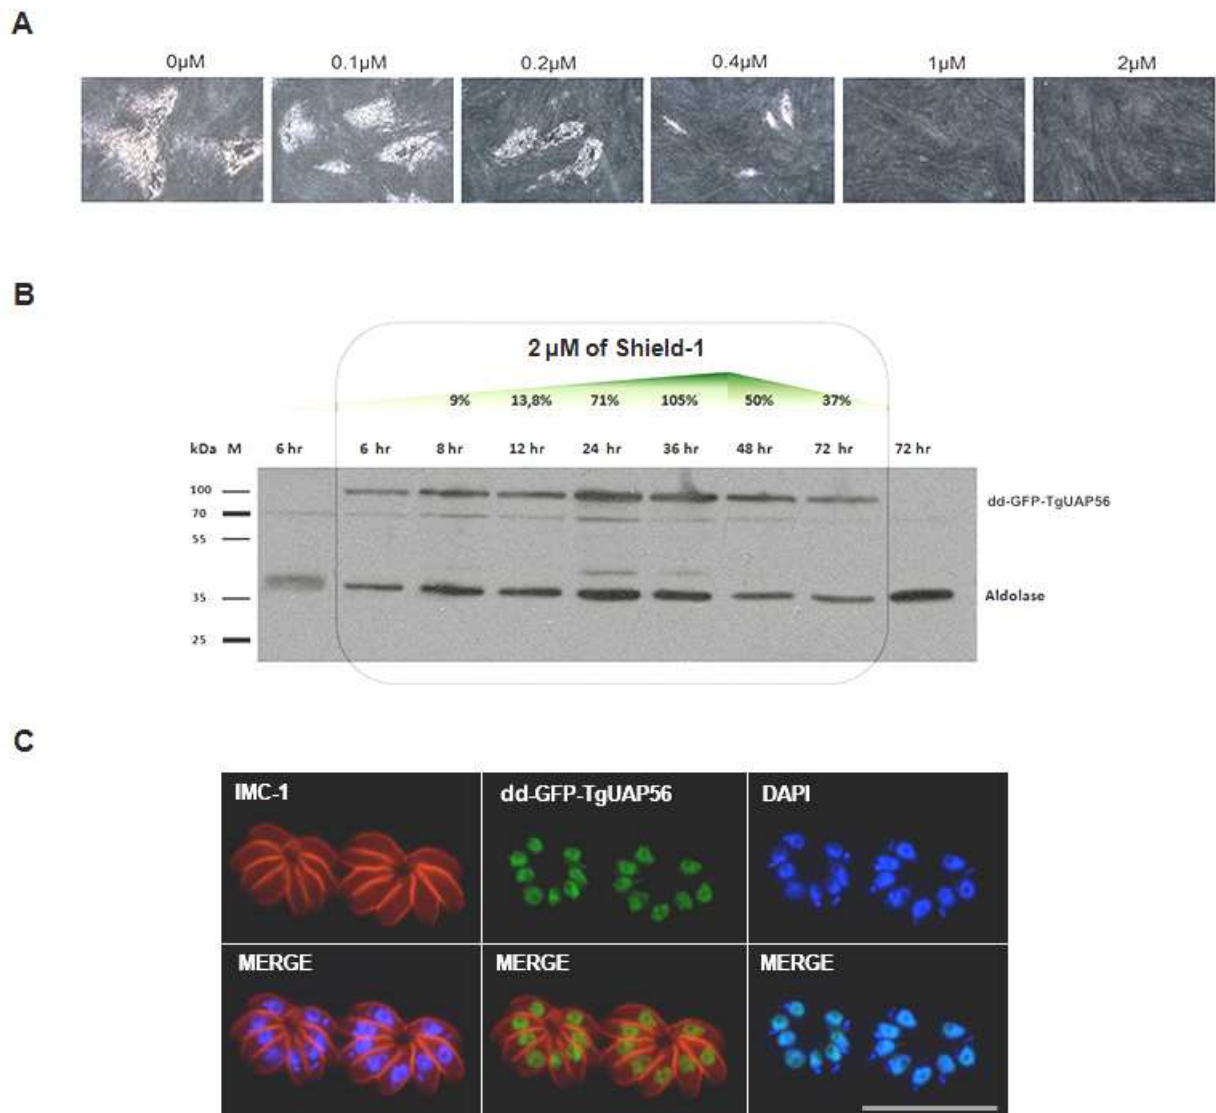 A
0µM 0.1µM 0.2µM 0.4µM 1µM 2µM
B
2 µM of Shield-1
9% 13,8% 71% 105% 50% 37%
kDa M 6 hr 6 hr 8 hr 12 hr 24 hr 36 hr 48 hr 72 hr 72 hr
100
dd-GFP-TgUAP56
70
55
35
Aldolase
25
C
IMC-1 dd-GFP-TgUAP56 DAPI
MERGE MERGE MERGE